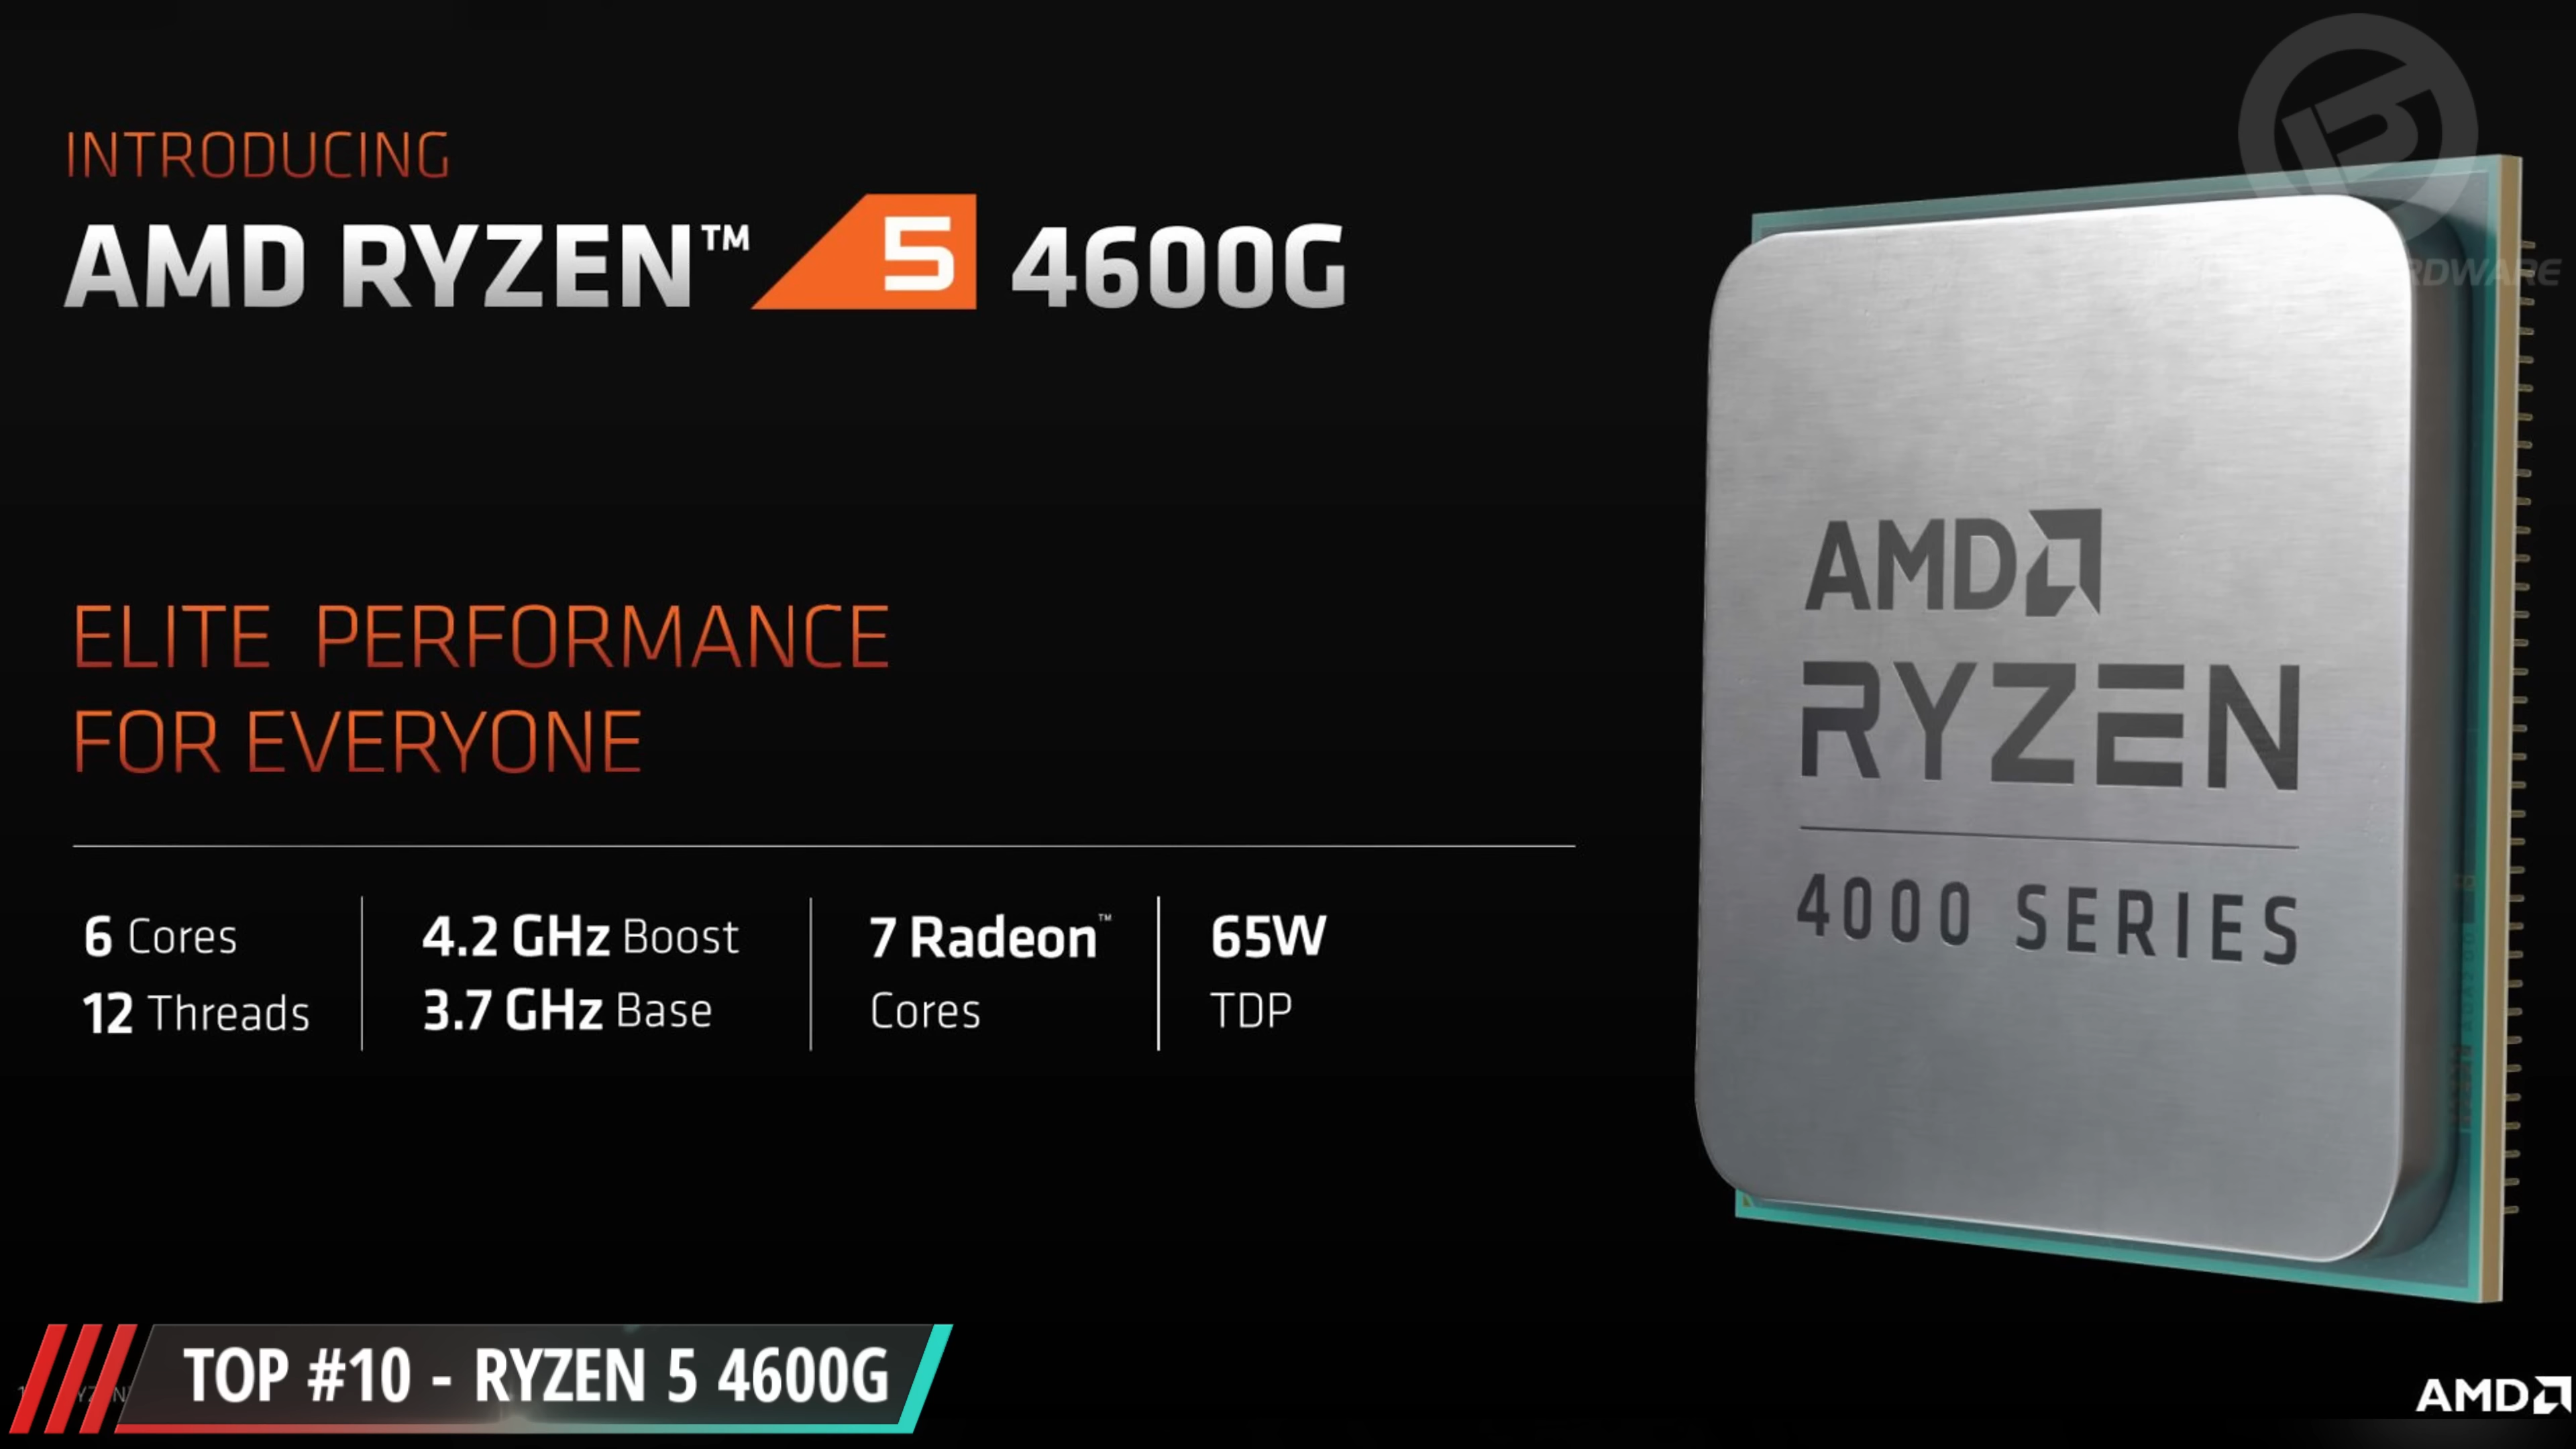 INTRODUCING
AMD RYZEN™ 5 4600G
ELITE PERFORMANCE
FOR EVERYONE
6 Cores
12 Threads
4.2 GHz Boost
3.7 GHz Base
7 Radeon™
Cores
65W
TDP
AMD
RYZEN
4000 SERIES
TOP #10 - RYZEN 5 4600G
AMD